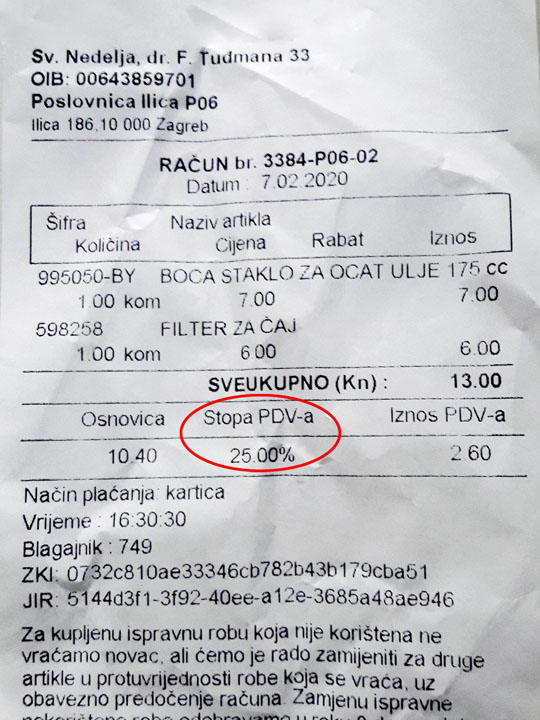 Sv. Nedelja, dr. F. Tuđmana 33
OIB: 00643859701
Poslovnica Ilica P06
Ilica 186,10 000 Zagreb
RAČUN br. 3384-P06-02
Datum : 7.02.2020
Šifra Naziv artikla
Količina Cijena Rabat Iznos
995050-BY BOCA STAKLO ZA OCAT ULJE 175 cc
1.00 kom 7.00 7.00
598258 FILTER ZA ČAJ
1.00 kom 6.00 6.00
SVEUKUPNO (Kn) : 13.00
Osnovica Stopa PDV-a Iznos PDV-a
10.40 25.00% 2.60
Način plaćanja: kartica
Vrijeme : 16:30:30
Blagajnik : 749
ZKI: 0732c810ae33346cb782b43b179cba51
JIR: 5144d3f1-3f92-40ee-a12e-3685a48ae946
Za kupljenu ispravnu robu koja nije korištena ne
vraćamo novac, ali ćemo je rado zamijeniti za druge
artikle u protuvrijednosti robe koja se vraća, uz
obavezno predočenje računa. Zamjenu ispravne